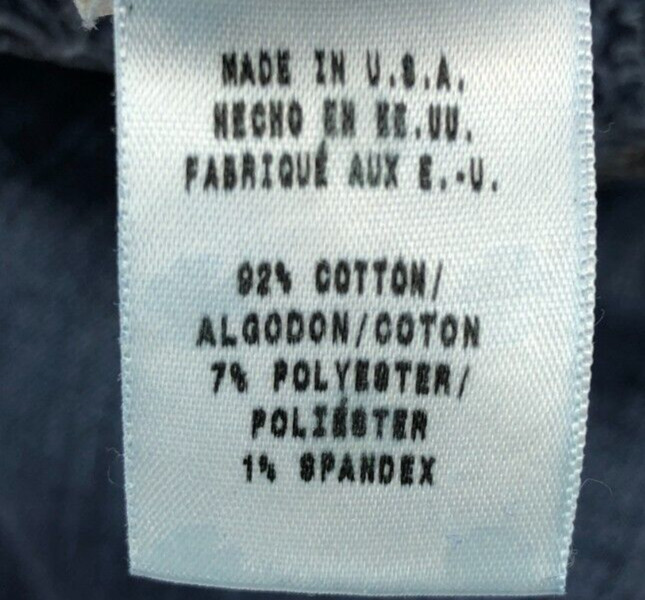 MADE IN U.S.A.
HECHO EN EE.UU.
FABRIQUÉ AUX E.-U.
92% COTTON/
ALGODON/COTON
7% POLYESTER/
POLIÉSTER
1% SPANDEX